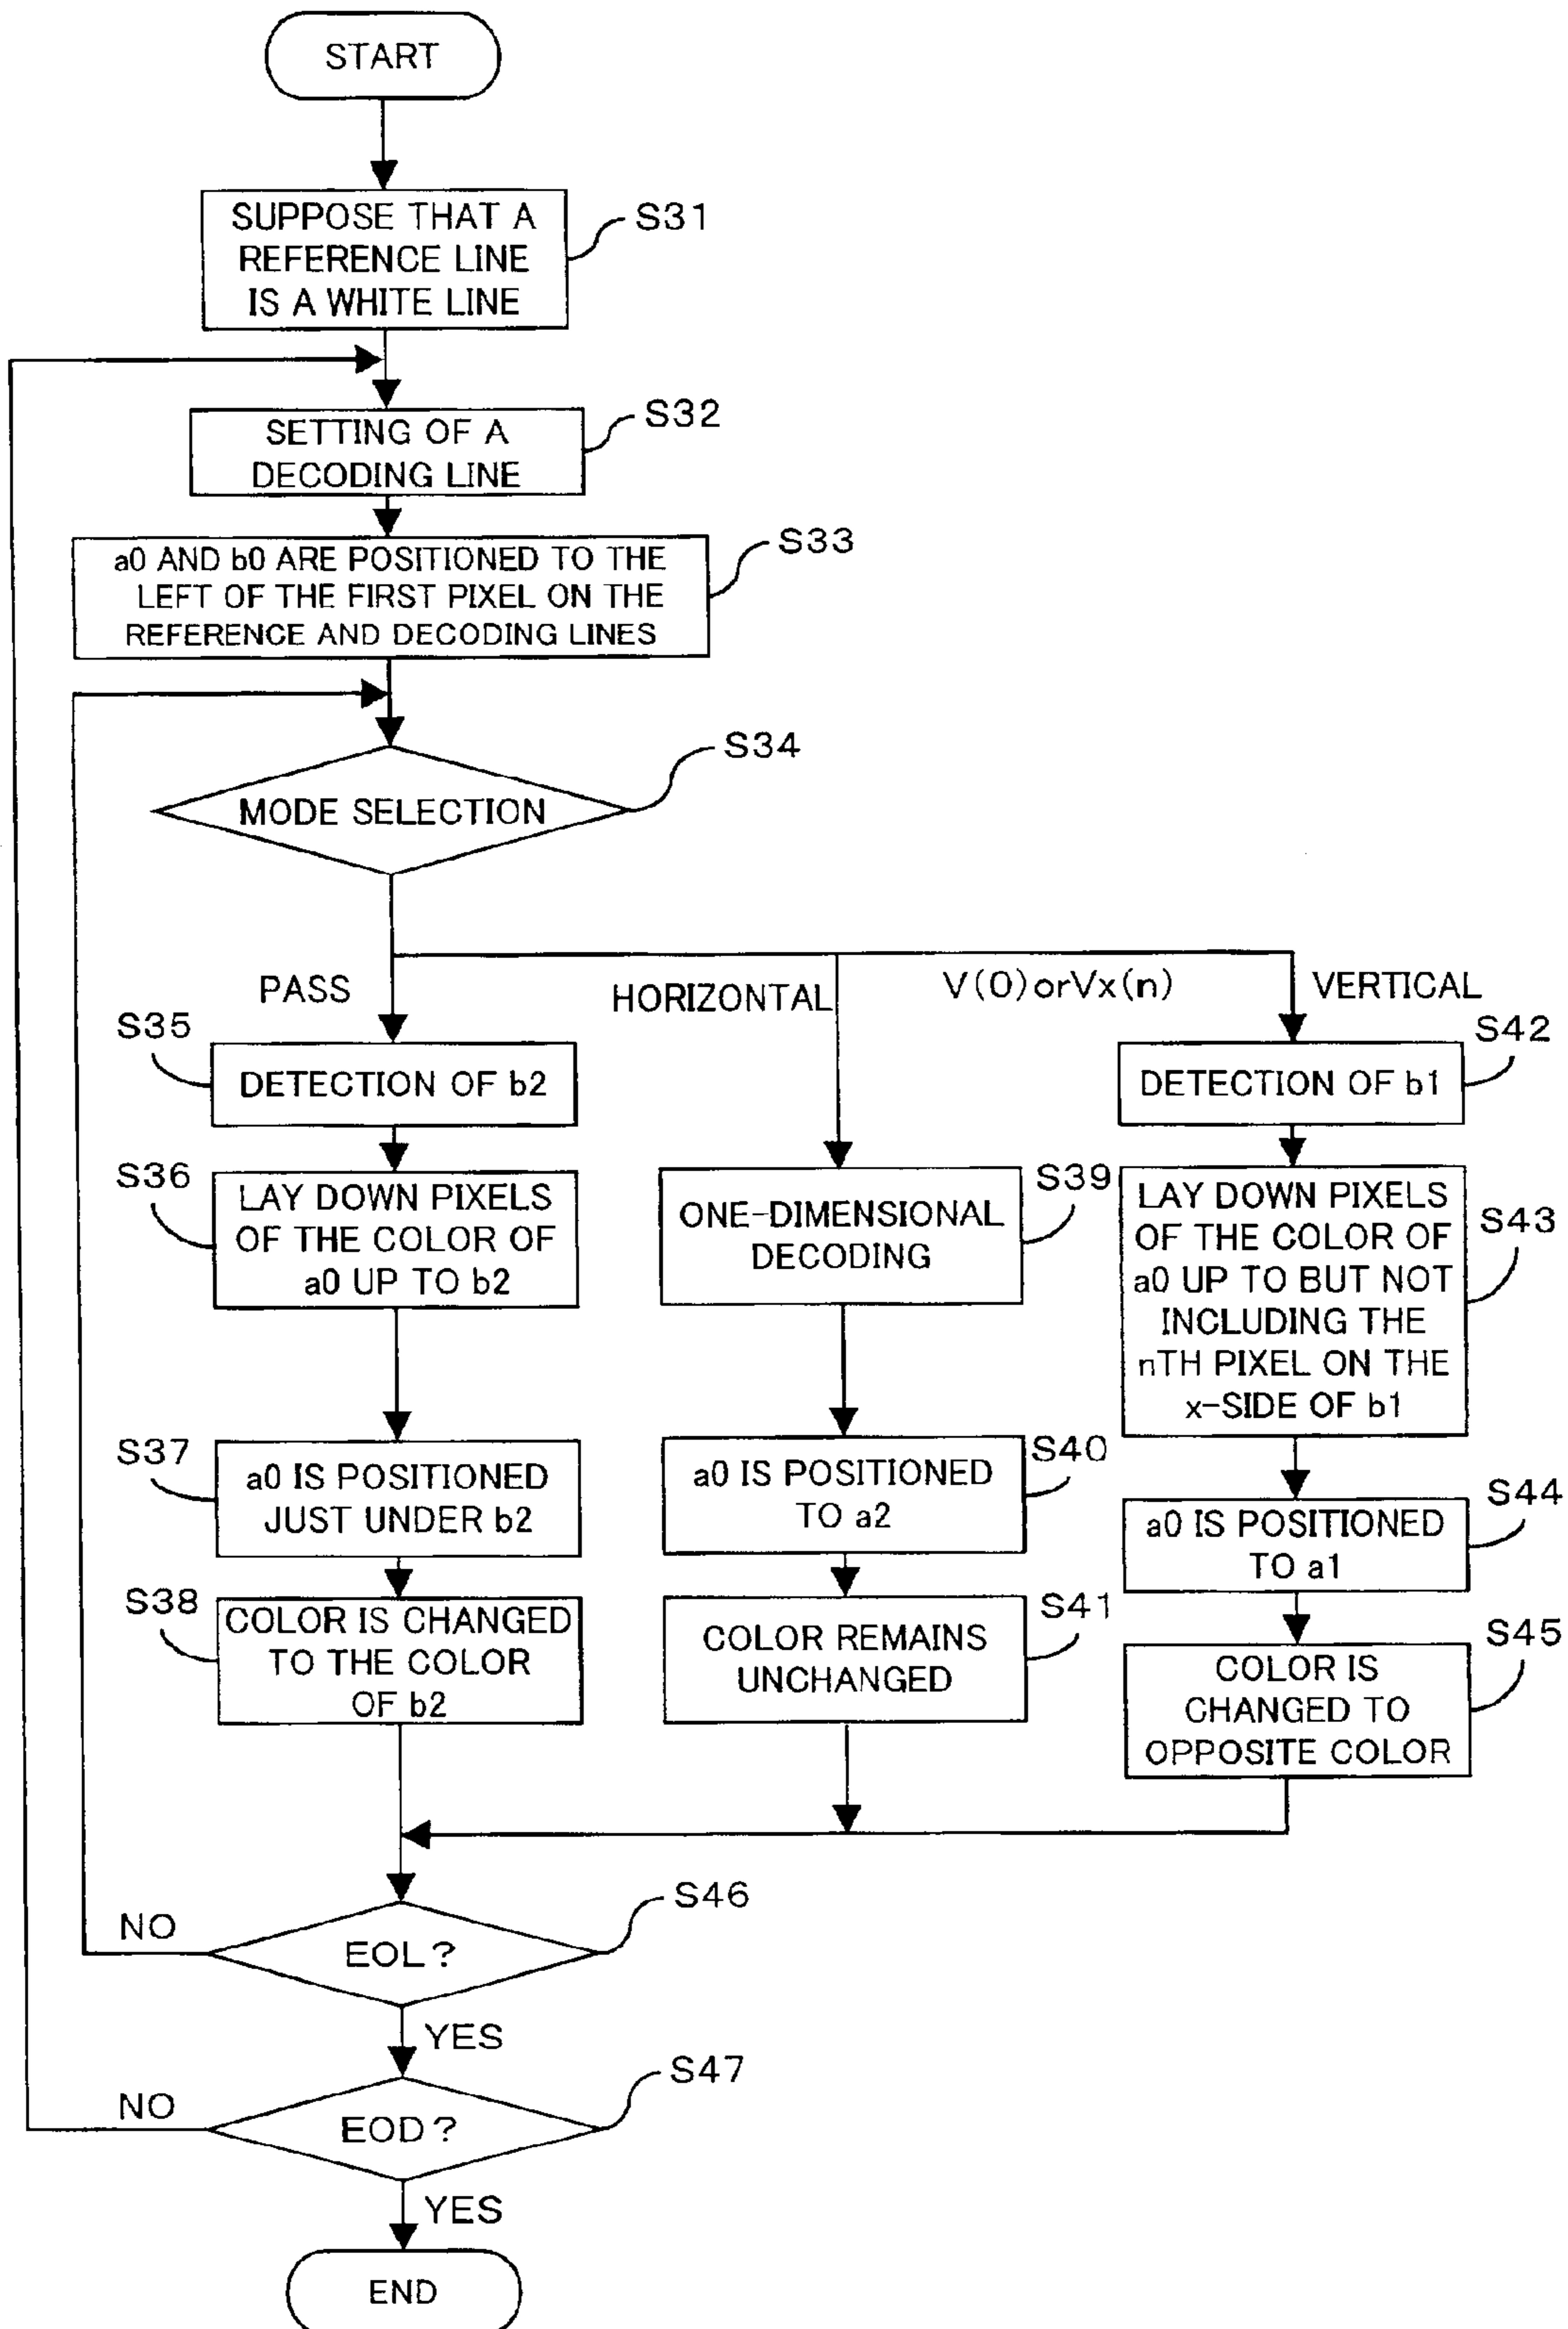 START
SUPPOSE THAT A
REFERENCE LINE
IS A WHITE LINE
S31
SETTING OF A
DECODING LINE
S32
a0 AND b0 ARE POSITIONED TO THE
LEFT OF THE FIRST PIXEL ON THE
REFERENCE AND DECODING LINES
S33
MODE SELECTION
S34
PASS
HORIZONTAL
V(0)orVx(n)
VERTICAL
S35
DETECTION OF b2
S36
LAY DOWN PIXELS
OF THE COLOR OF
a0 UP TO b2
S37
a0 IS POSITIONED
JUST UNDER b2
S38
COLOR IS CHANGED
TO THE COLOR
OF b2
S39
ONE-DIMENSIONAL
DECODING
S40
a0 IS POSITIONED
TO a2
S41
COLOR REMAINS
UNCHANGED
S42
DETECTION OF b1
S43
LAY DOWN PIXELS
OF THE COLOR OF
a0 UP TO BUT NOT
INCLUDING THE
nTH PIXEL ON THE
x-SIDE OF b1
S44
a0 IS POSITIONED
TO a1
S45
COLOR IS
CHANGED TO
OPPOSITE COLOR
S46
NO
EOL?
YES
S47
NO
EOD?
YES
END